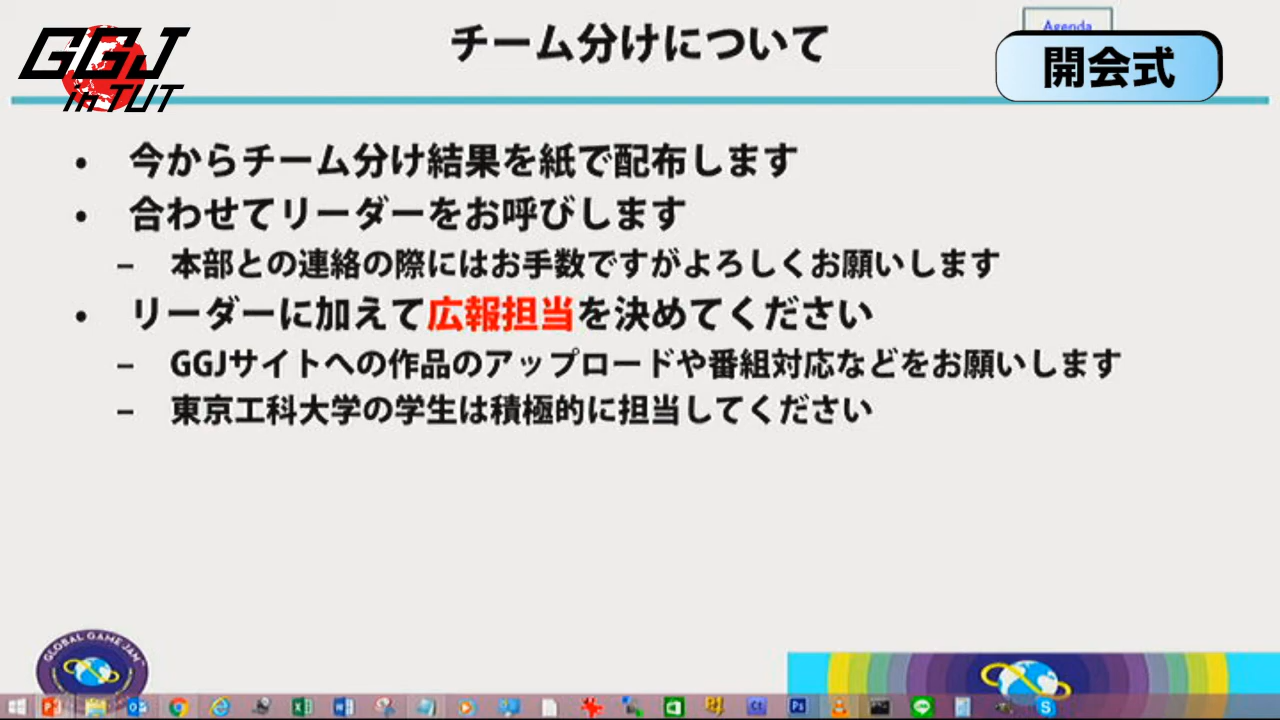 チーム分けについて
Agenda
開会式
GGJ
in TUT
• 今からチーム分け結果を紙で配布します
• 合わせてリーダーをお呼びします
– 本部との連絡の際にはお手数ですがよろしくお願いします
• リーダーに加えて広報担当を決めてください
– GGJサイトへの作品のアップロードや番組対応などをお願いします
– 東京工科大学の学生は積極的に担当してください
GLOBAL GAME JAM